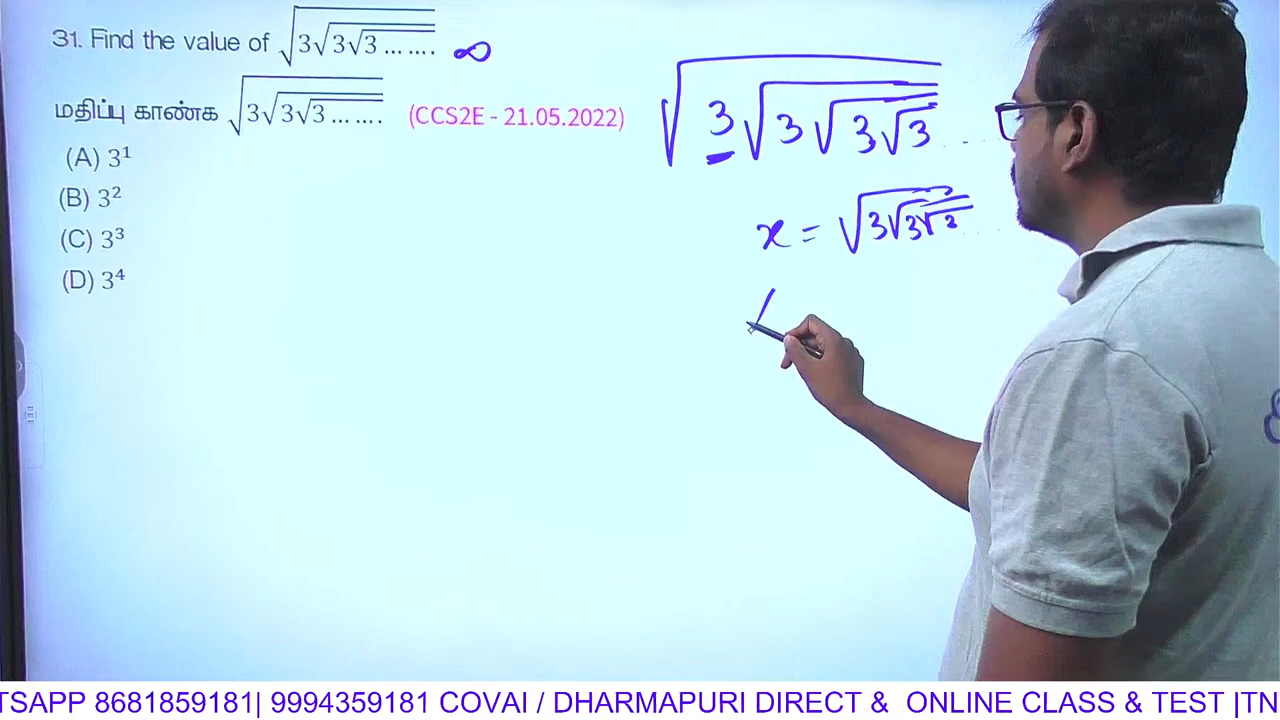 31. Find the value of √3√3√3 ... .... ∞
மதிப்பு காண்க √3√3√3 ... .... (CCS2E - 21.05.2022)
(A) 3¹
(B) 3²
(C) 3³
(D) 3⁴
√3√3√3√3 ...
x = √3√3√3 ...
TSAPP 8681859181| 9994359181 COVAI / DHARMAPURI DIRECT & ONLINE CLASS & TEST |TN